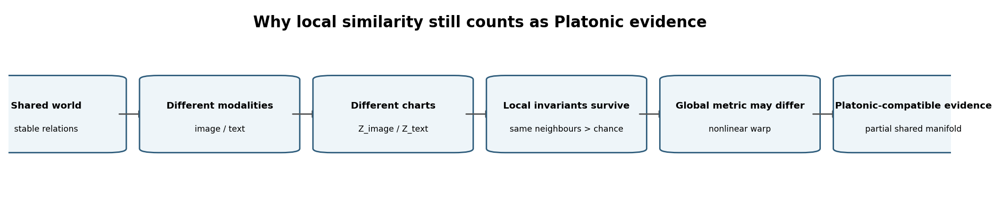 Why local similarity still counts as Platonic evidence
Shared world
stable relations
Different modalities
image / text
Different charts
Z_image / Z_text
Local invariants survive
same neighbours > chance
Global metric may differ
nonlinear warp
Platonic-compatible evidence
partial shared manifold